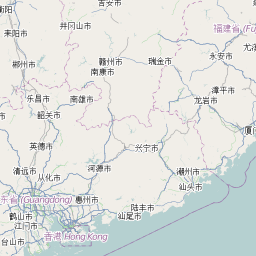 衡阳市
吉安市
井冈山市
福建省 (Fu
耒阳市
永安市
尤溪
赣州市
瑞金市
郴州市
南康市
漳平市
乐昌市
南雄市
龙岩市
韶关市
厦
英德市
兴宁市
清远市
从化市
河源市
潮州市
汕头市
东省 (Guangdong)
惠州市
鹤山市
汕尾市
陆丰市
江门市
香港 Hong Kong
台山市